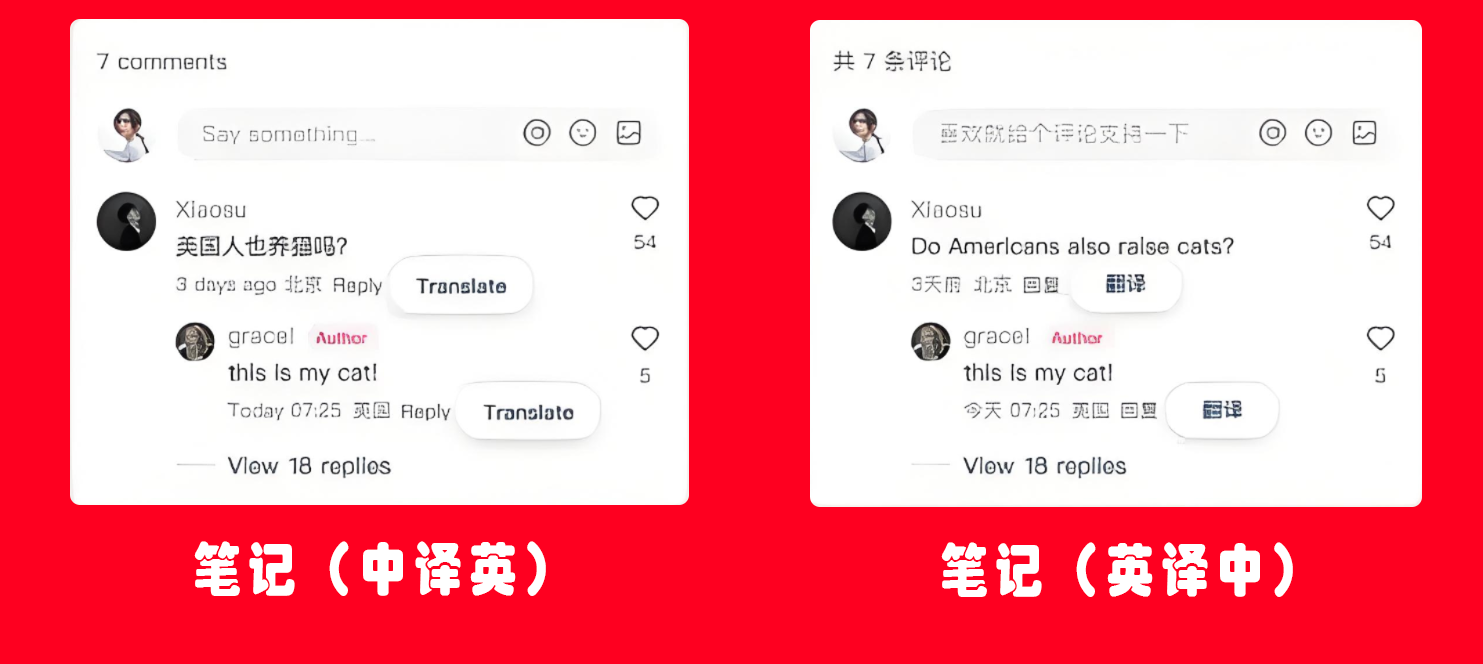 7 comments
Say something...
Xiaosu
美国人也养猫吗?
54
3 days ago 北京 Reply Translate
gracel Author
this is my cat!
5
Today 07:25 英国 Reply Translate
View 18 replies
笔记（中译英）
共 7 条评论
喜欢就给个评论支持一下
Xiaosu
Do Americans also raise cats?
54
3天前 北京 回复 翻译
gracel Author
this is my cat!
5
今天 07:25 英国 回复 翻译
View 18 replies
笔记（英译中）